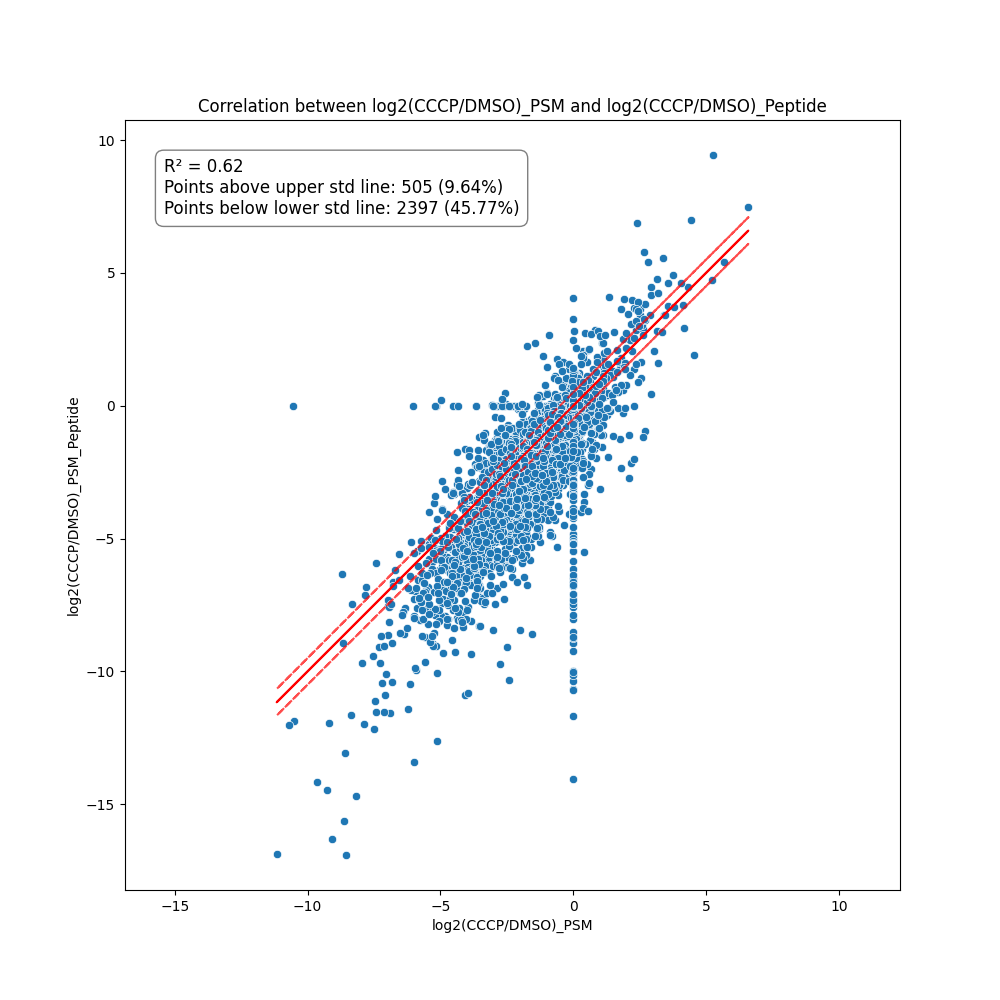 Correlation between log2(CCCP/DMSO)_PSM and log2(CCCP/DMSO)_Peptide
R² = 0.62
Points above upper std line: 505 (9.64%)
Points below lower std line: 2397 (45.77%)
10
5
0
−5
−10
−15
log2(CCCP/DMSO)_PSM_Peptide
−15
−10
−5
0
5
10
log2(CCCP/DMSO)_PSM